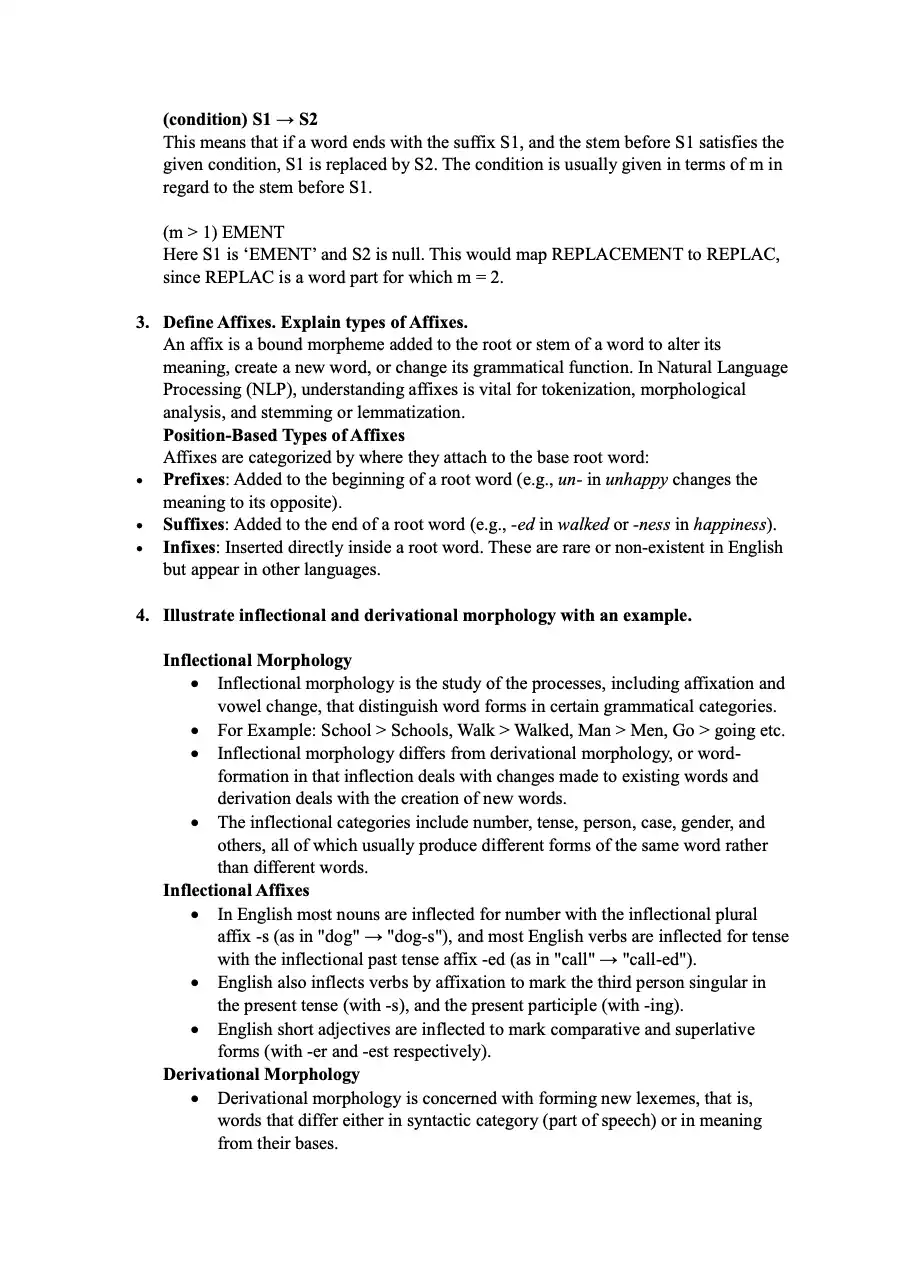 (condition) S1 → S2
This means that if a word ends with the suffix S1, and the stem before S1 satisfies the
given condition, S1 is replaced by S2. The condition is usually given in terms of m in
regard to the stem before S1.
(m > 1) EMENT
Here S1 is ‘EMENT’ and S2 is null. This would map REPLACEMENT to REPLAC,
since REPLAC is a word part for which m = 2.
3. Define Affixes. Explain types of Affixes.
An affix is a bound morpheme added to the root or stem of a word to alter its
meaning, create a new word, or change its grammatical function. In Natural Language
Processing (NLP), understanding affixes is vital for tokenization, morphological
analysis, and stemming or lemmatization.
Position-Based Types of Affixes
Affixes are categorized by where they attach to the base root word:
• Prefixes: Added to the beginning of a root word (e.g., un- in unhappy changes the
meaning to its opposite).
• Suffixes: Added to the end of a root word (e.g., -ed in walked or -ness in happiness).
• Infixes: Inserted directly inside a root word. These are rare or non-existent in English
but appear in other languages.
4. Illustrate inflectional and derivational morphology with an example.
Inflectional Morphology
• Inflectional morphology is the study of the processes, including affixation and
vowel change, that distinguish word forms in certain grammatical categories.
• For Example: School > Schools, Walk > Walked, Man > Men, Go > going etc.
• Inflectional morphology differs from derivational morphology, or word-
formation in that inflection deals with changes made to existing words and
derivation deals with the creation of new words.
• The inflectional categories include number, tense, person, case, gender, and
others, all of which usually produce different forms of the same word rather
than different words.
Inflectional Affixes
• In English most nouns are inflected for number with the inflectional plural
affix -s (as in "dog" → "dog-s"), and most English verbs are inflected for tense
with the inflectional past tense affix -ed (as in "call" → "call-ed").
• English also inflects verbs by affixation to mark the third person singular in
the present tense (with -s), and the present participle (with -ing).
• English short adjectives are inflected to mark comparative and superlative
forms (with -er and -est respectively).
Derivational Morphology
• Derivational morphology is concerned with forming new lexemes, that is,
words that differ either in syntactic category (part of speech) or in meaning
from their bases.